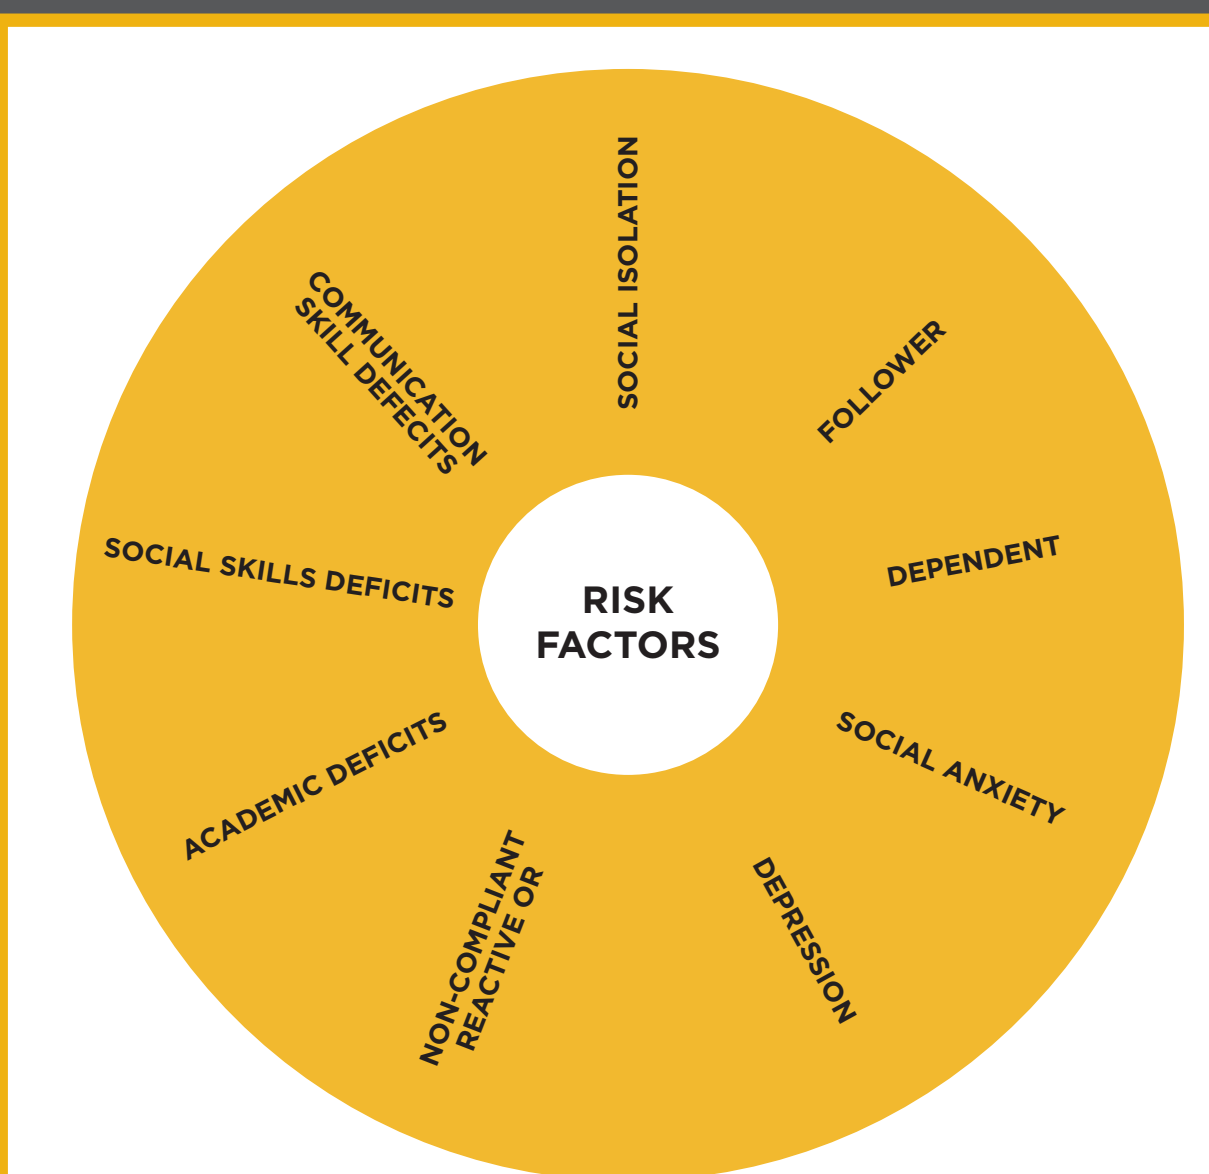 RISK
FACTORS
SOCIAL ISOLATION
FOLLOWER
DEPENDENT
SOCIAL ANXIETY
DEPRESSION
NON-COMPLIANT
REACTIVE OR
ACADEMIC DEFICITS
SOCIAL SKILLS DEFICITS
COMMUNICATION
SKILL DEFECITS